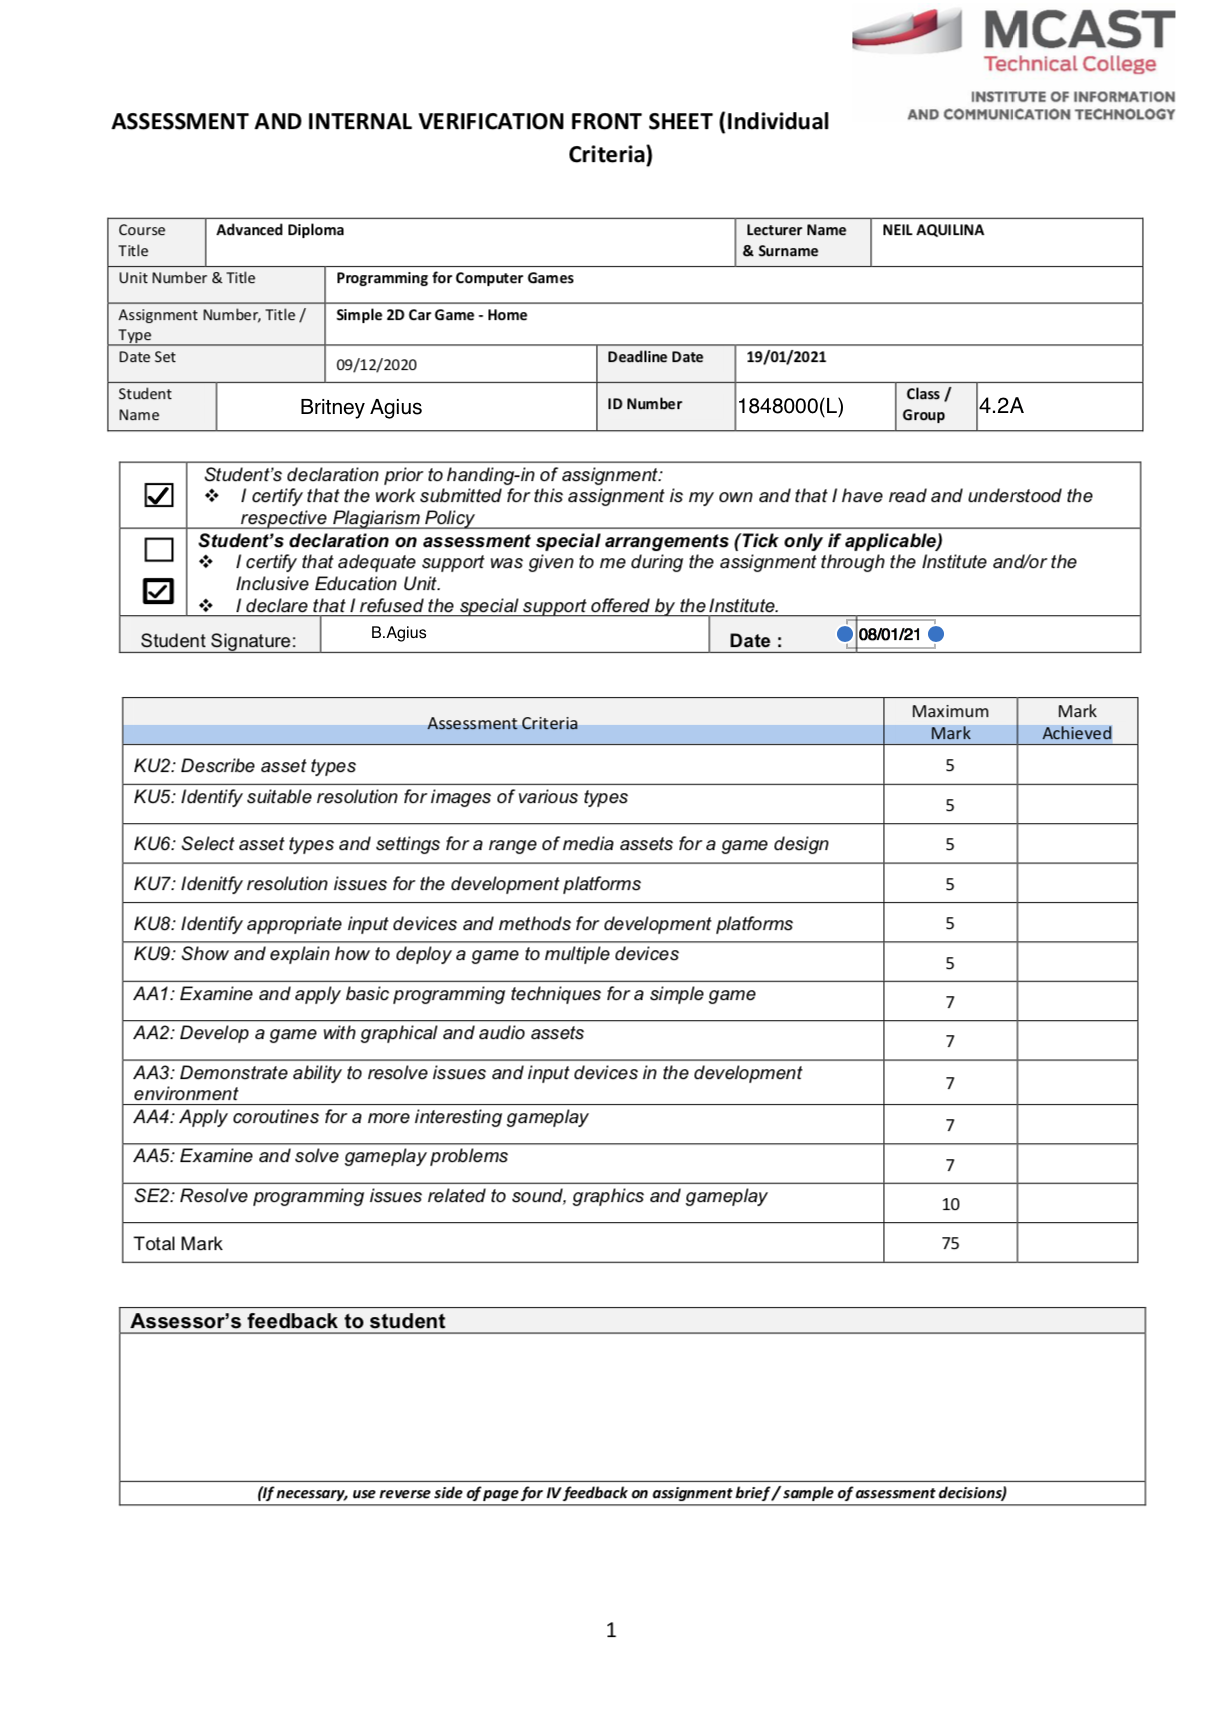 MCAST
Technical College
INSTITUTE OF INFORMATION
AND COMMUNICATION TECHNOLOGY
ASSESSMENT AND INTERNAL VERIFICATION FRONT SHEET (Individual
Criteria)
Course
Title
Advanced Diploma
Lecturer Name
& Surname
NEIL AQUILINA
Unit Number & Title
Programming for Computer Games
Assignment Number, Title /
Type
Simple 2D Car Game - Home
Date Set
09/12/2020
Deadline Date
19/01/2021
Student
Name
Britney Agius
ID Number
1848000(L)
Class /
Group
4.2A
Student's declaration prior to handing-in of assignment:
❖ I certify that the work submitted for this assignment is my own and that I have read and understood the
respective Plagiarism Policy
Student's declaration on assessment special arrangements (Tick only if applicable)
❖ I certify that adequate support was given to me during the assignment through the Institute and/or the
Inclusive Education Unit.
❖ I declare that I refused the special support offered by the Institute.
Student Signature:
B.Agius
Date :
08/01/21
Assessment Criteria
Maximum
Mark
Mark
Achieved
KU2: Describe asset types
5
KU5: Identify suitable resolution for images of various types
5
KU6: Select asset types and settings for a range of media assets for a game design
5
KU7: Idenitfy resolution issues for the development platforms
5
KU8: Identify appropriate input devices and methods for development platforms
5
KU9: Show and explain how to deploy a game to multiple devices
5
AA1: Examine and apply basic programming techniques for a simple game
7
AA2: Develop a game with graphical and audio assets
7
AA3: Demonstrate ability to resolve issues and input devices in the development
environment
7
AA4: Apply coroutines for a more interesting gameplay
7
AA5: Examine and solve gameplay problems
7
SE2: Resolve programming issues related to sound, graphics and gameplay
10
Total Mark
75
Assessor's feedback to student
(If necessary, use reverse side of page for IV feedback on assignment brief / sample of assessment decisions)
1